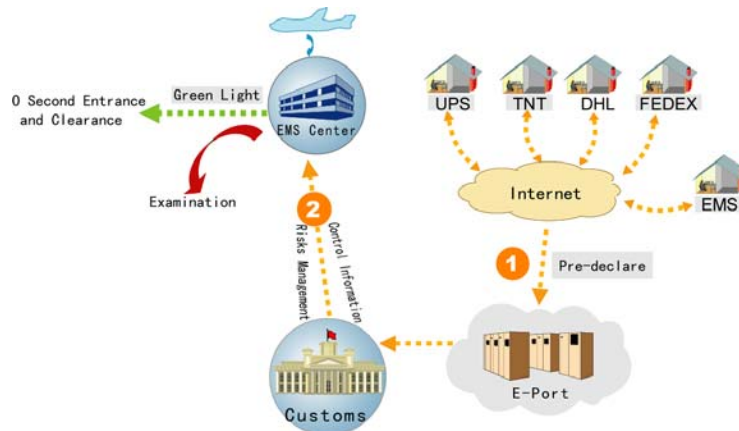 UPS
TNT
DHL
FEDEX
Green Light
0 Second Entrance
and Clearance
EMS Center
Internet
EMS
Examination
2
Control Information
Risks Management
1
Pre-declare
E-Port
Customs